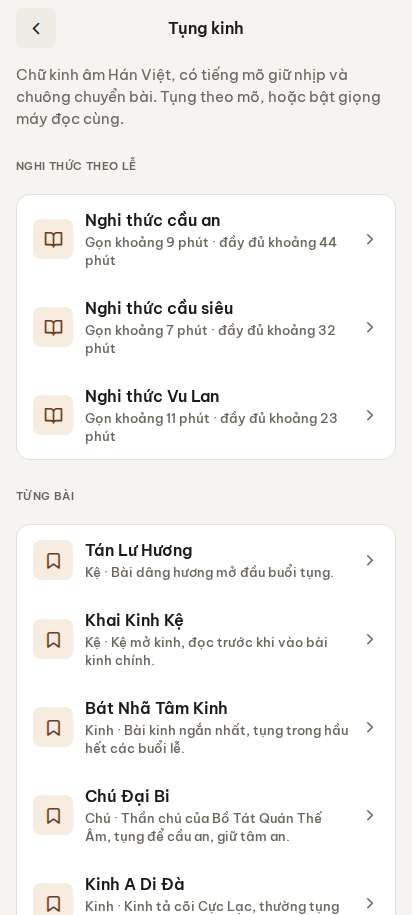 Tụng kinh
Chữ kinh âm Hán Việt, có tiếng mõ giữ nhịp và
chuông chuyển bài. Tụng theo mõ, hoặc bật giọng
máy đọc cùng.
NGHI THỨC THEO LỄ
Nghi thức cầu an
Gọn khoảng 9 phút · đầy đủ khoảng 44
phút
Nghi thức cầu siêu
Gọn khoảng 7 phút · đầy đủ khoảng 32
phút
Nghi thức Vu Lan
Gọn khoảng 11 phút · đầy đủ khoảng 23
phút
TỪNG BÀI
Tán Lư Hương
Kệ · Bài dâng hương mở đầu buổi tụng.
Khai Kinh Kệ
Kệ · Kệ mở kinh, đọc trước khi vào bài
kinh chính.
Bát Nhã Tâm Kinh
Kinh · Bài kinh ngắn nhất, tụng trong hầu
hết các buổi lễ.
Chú Đại Bi
Chú · Thần chú của Bồ Tát Quán Thế
Âm, tụng để cầu an, giữ tâm an.
Kinh A Di Đà
Kinh · Kinh tả cõi Cực Lạc, thường tụng